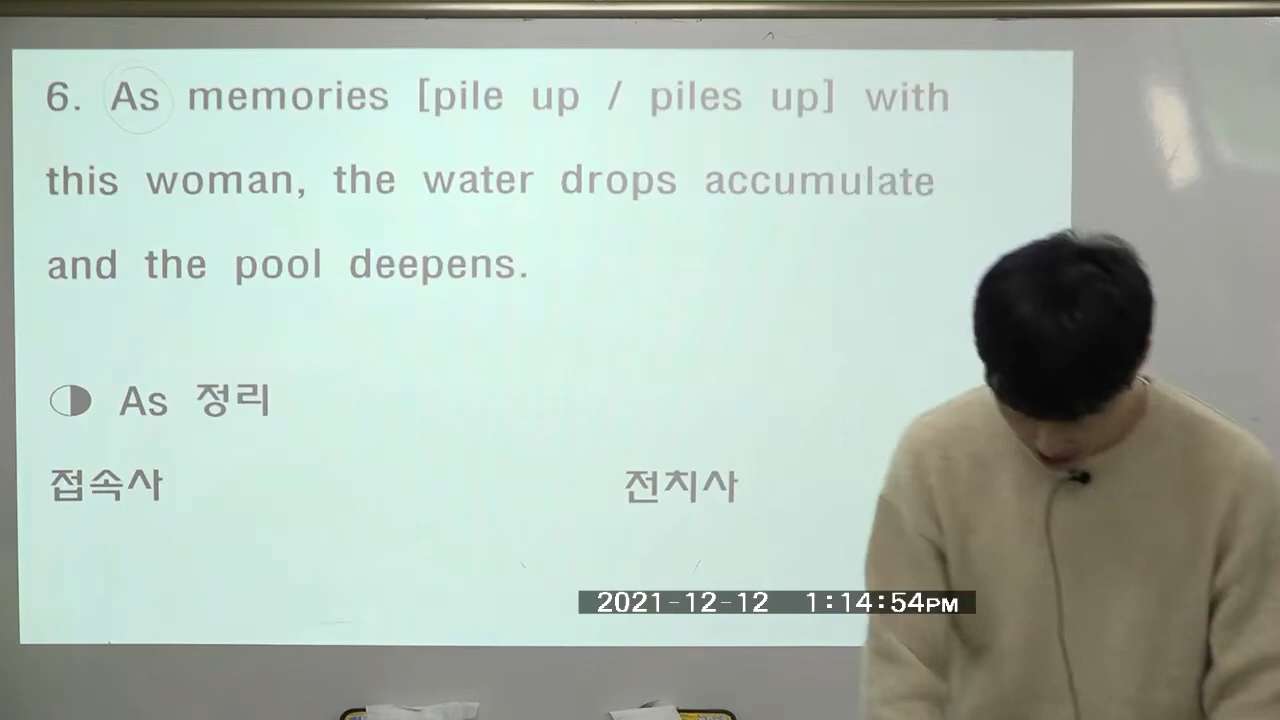 6. As memories [pile up / piles up] with
this woman, the water drops accumulate
and the pool deepens.
◑ As 정리
접속사 전치사
2021-12-12 1:14:54PM